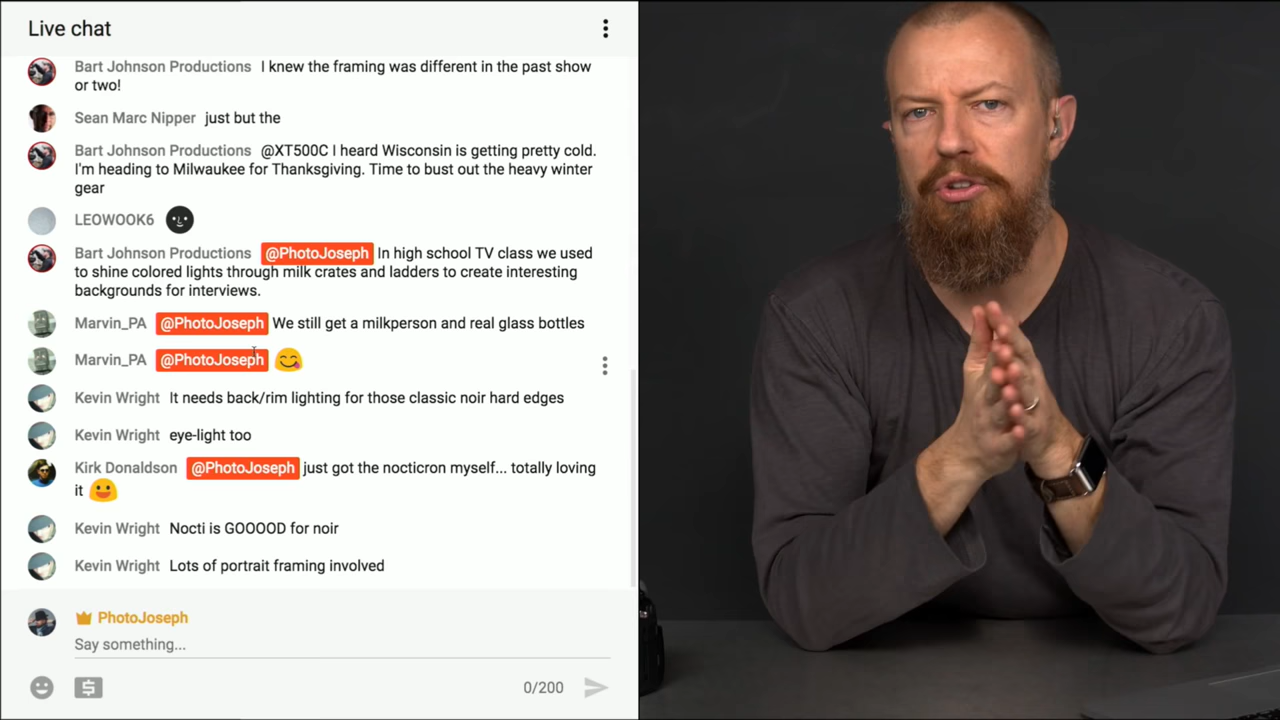 Live chat
Bart Johnson Productions I knew the framing was different in the past show
or two!
Sean Marc Nipper just but the
Bart Johnson Productions @XT500C I heard Wisconsin is getting pretty cold.
I'm heading to Milwaukee for Thanksgiving. Time to bust out the heavy winter
gear
LEOWOOK6
Bart Johnson Productions @PhotoJoseph In high school TV class we used
to shine colored lights through milk crates and ladders to create interesting
backgrounds for interviews.
Marvin_PA @PhotoJoseph We still get a milkperson and real glass bottles
Marvin_PA @PhotoJoseph 😋
Kevin Wright It needs back/rim lighting for those classic noir hard edges
Kevin Wright eye-light too
Kirk Donaldson @PhotoJoseph just got the nocticron myself... totally loving
it 😀
Kevin Wright Nocti is GOOOOD for noir
Kevin Wright Lots of portrait framing involved
PhotoJoseph
Say something...
$ 0/200